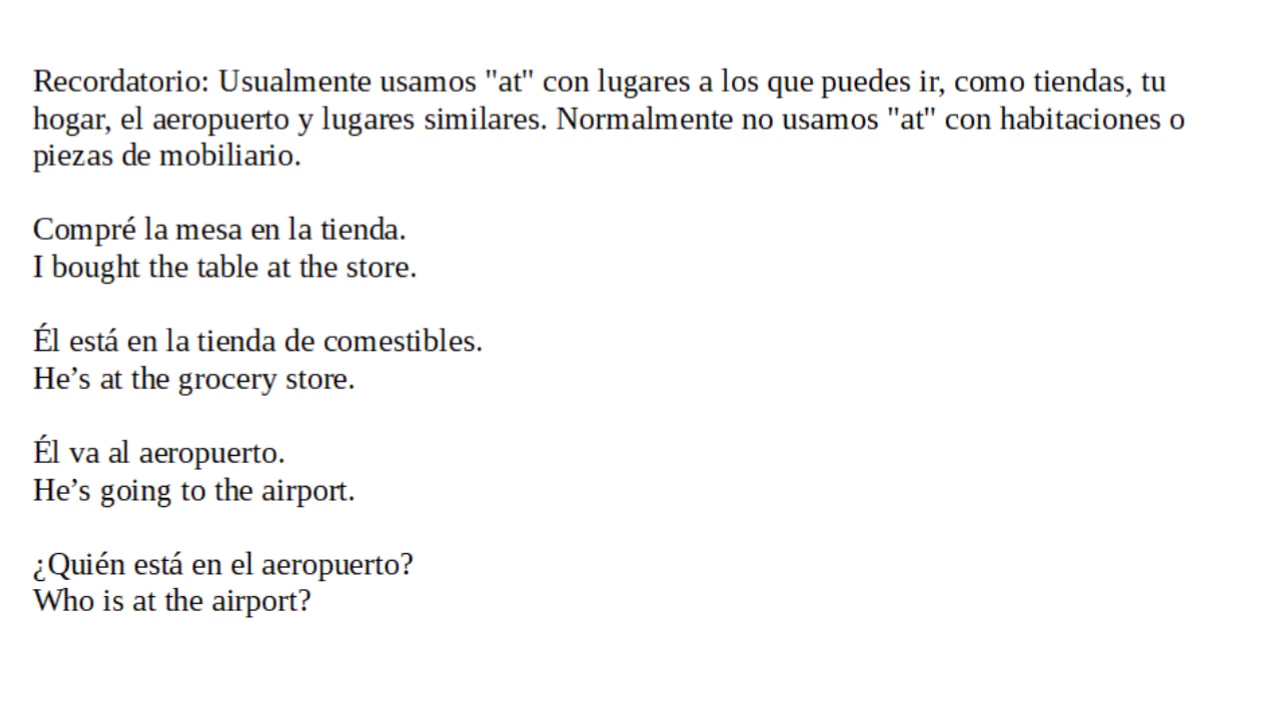 Recordatorio: Usualmente usamos "at" con lugares a los que puedes ir, como tiendas, tu
hogar, el aeropuerto y lugares similares. Normalmente no usamos "at" con habitaciones o
piezas de mobiliario.
Compré la mesa en la tienda.
I bought the table at the store.
Él está en la tienda de comestibles.
He’s at the grocery store.
Él va al aeropuerto.
He’s going to the airport.
¿Quién está en el aeropuerto?
Who is at the airport?